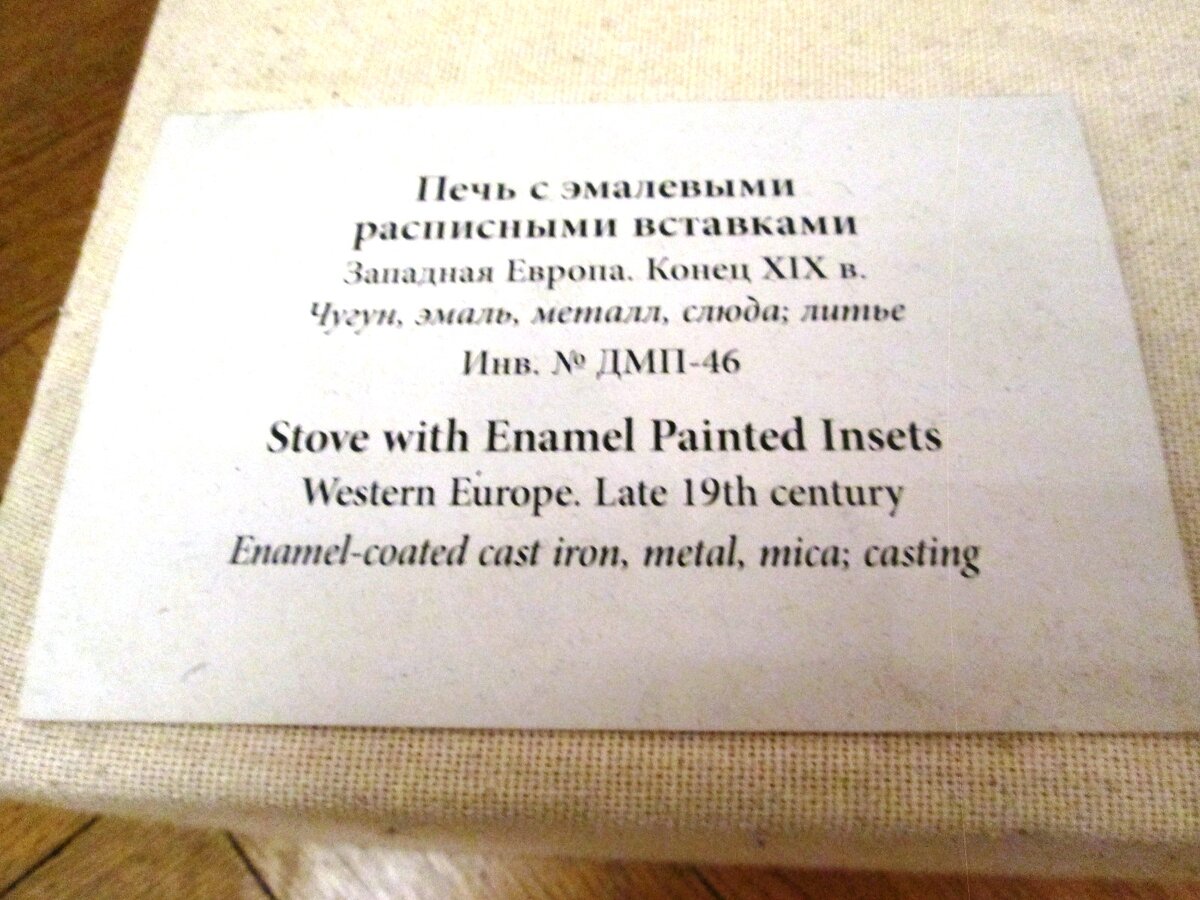 Печь с эмалевыми
расписными вставками
Западная Европа. Конец XIX в.
Чугун, эмаль, металл, слюда; литье
Инв. № ДМП-46
Stove with Enamel Painted Insets
Western Europe. Late 19th century
Enamel-coated cast iron, metal, mica; casting